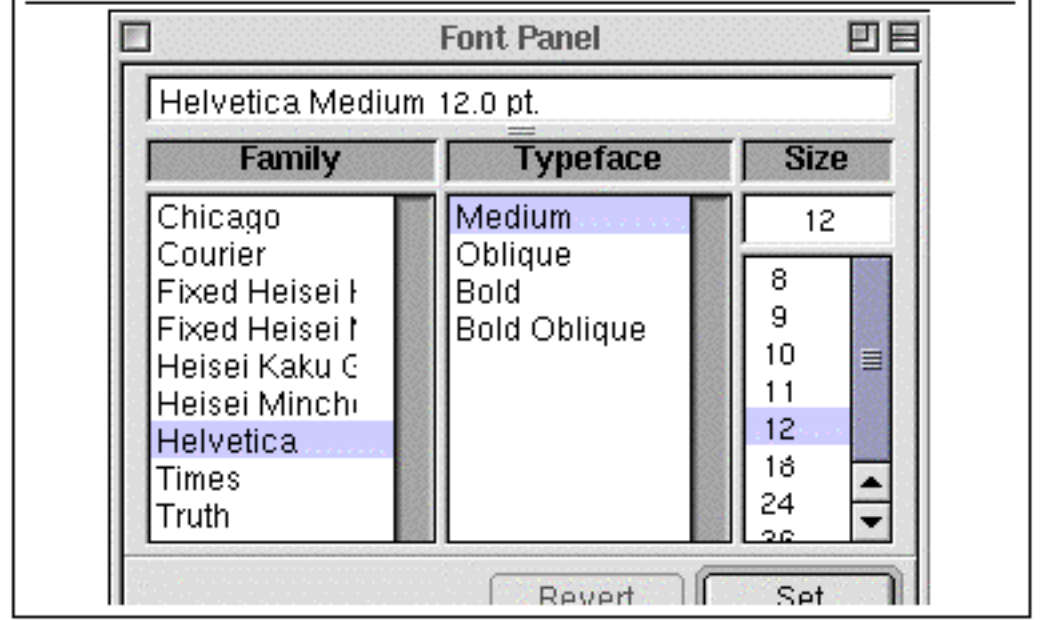 Font Panel
Helvetica Medium 12.0 pt.
Family
Typeface
Size
Chicago
Courier
Fixed Heisei
Fixed Heisei
Heisei Kaku
Heisei
Helvetica
Times
Truth
Medium
Oblique
Bold
Bold Oblique
12
8
9
10
11
12
18
24
36
Revert
Set